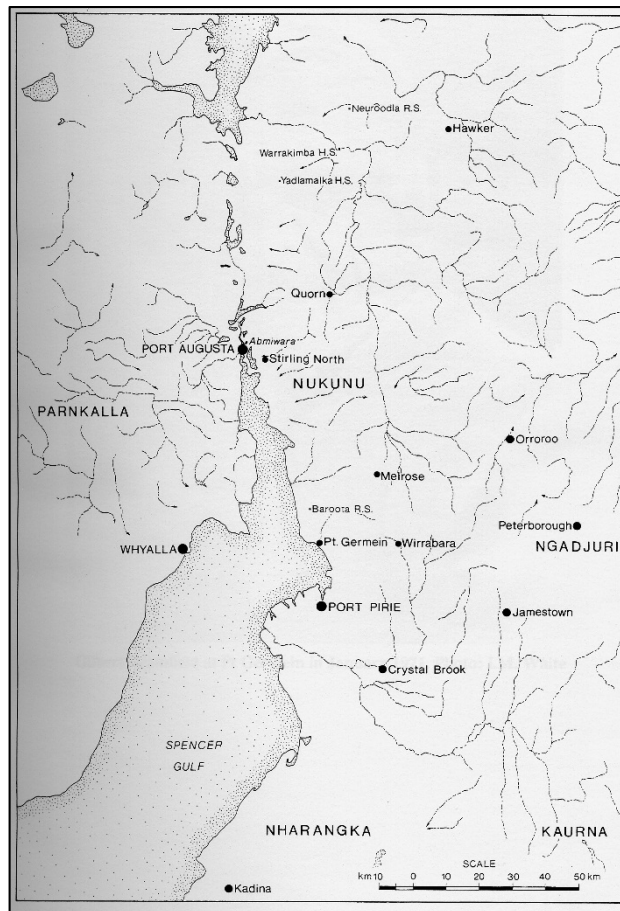 Neuroodla R.S.
Hawker
Warrakimba H.S.
Yadlamalka H.S.
Quorn
Abmiwara
PORT AUGUSTA
Stirling North
NUKUNU
PARNKALLA
Orroroo
Melrose
Baroota R.S.
Peterborough
Pt. Germein
Wirrabara
NGADJURI
WHYALLA
PORT PIRIE
Jamestown
Crystal Brook
SPENCER
GULF
NHARANGKA
KAURNA
SCALE
km 10 0 10 20 30 40 50 km
Kadina